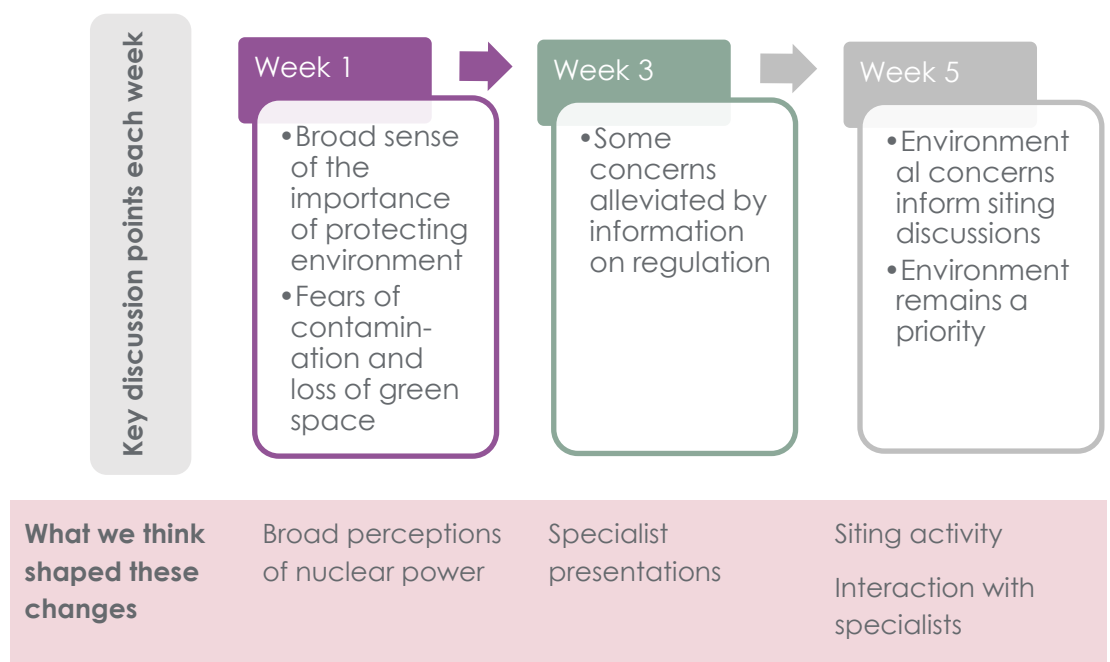 Key discussion points each week
Week 1
•Broad sense
of the
importance
of protecting
environment
•Fears of
contamin-
ation and
loss of green
space
Week 3
•Some
concerns
alleviated by
information
on regulation
Week 5
•Environment
al concerns
inform siting
discussions
•Environment
remains a
priority
What we think
shaped these
changes
Broad perceptions
of nuclear power
Specialist
presentations
Siting activity
Interaction with
specialists